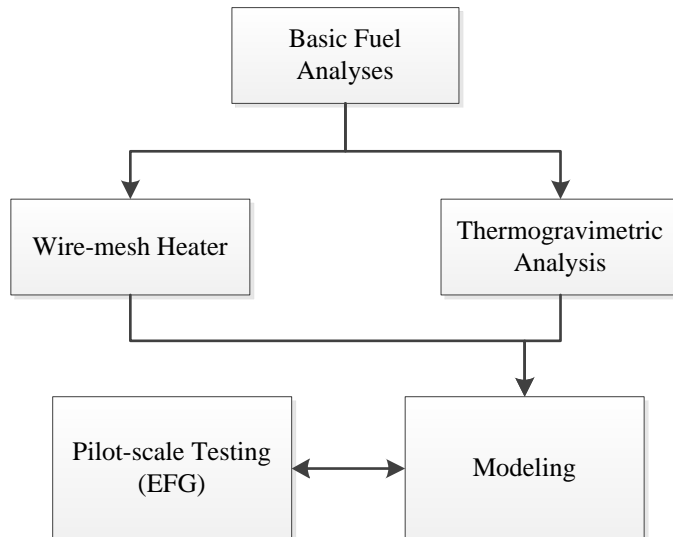 Basic Fuel
Analyses
Wire-mesh Heater
Thermogravimetric
Analysis
Pilot-scale Testing
(EFG)
Modeling